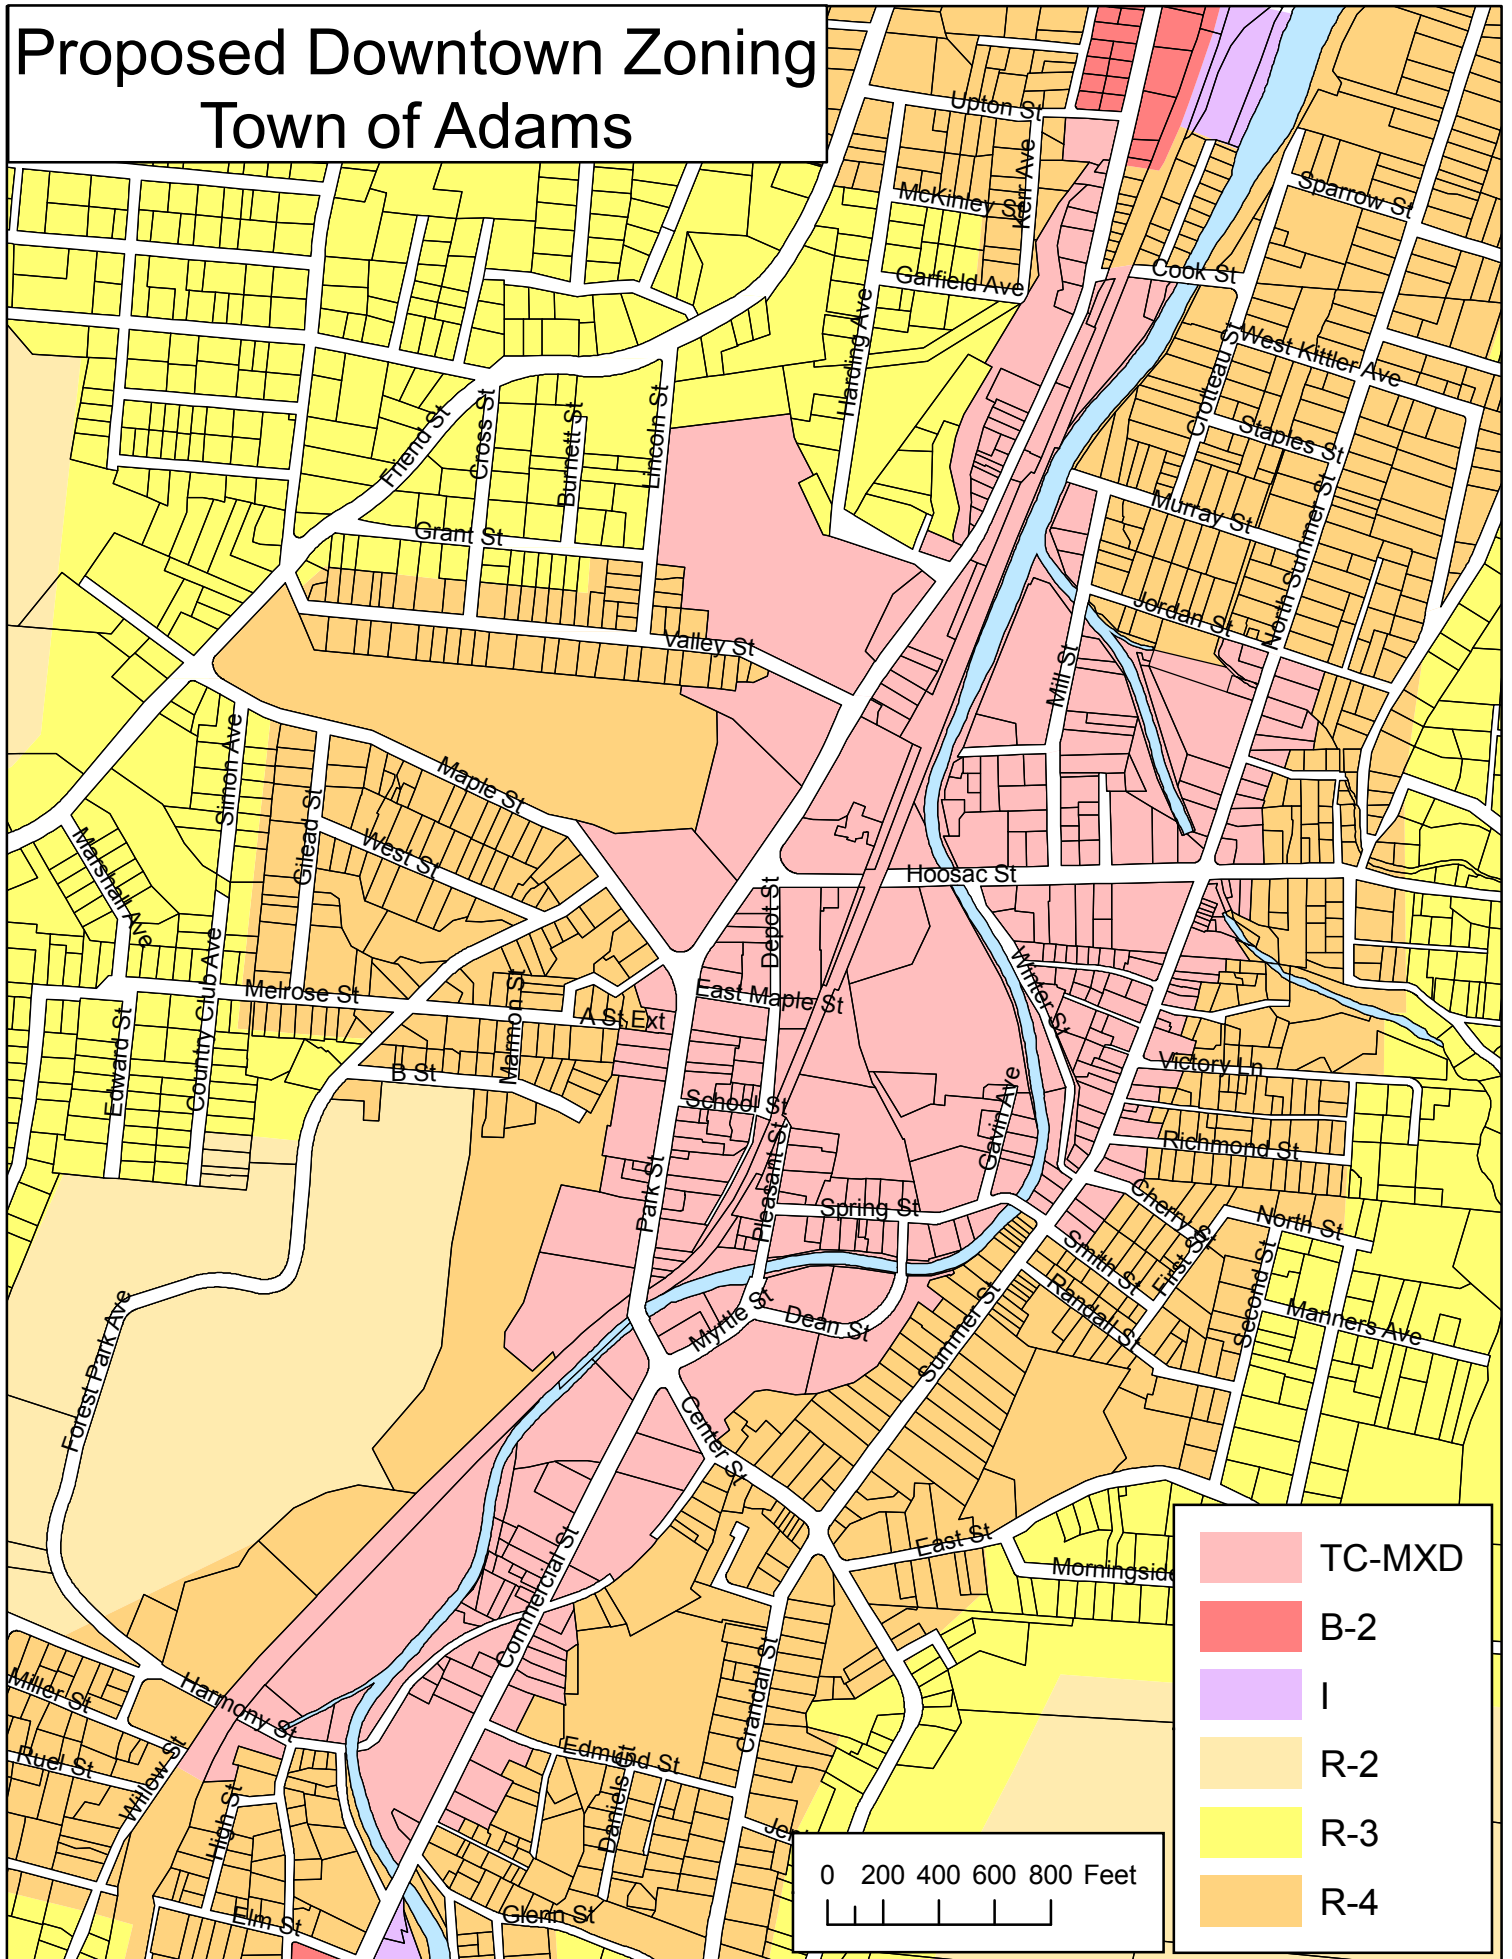 Proposed Downtown Zoning
Town of Adams
Upton St
Kerr Ave
McKinley St
Sparrow St
Garfield Ave
Cook St
Harding Ave
West Kittler Ave
Crotteau St
Staples St
Friend St
Cross St
Burnett St
Lincoln St
Murray St
North Summer St
Grant St
Jordan St
Valley St
Mill St
Simon Ave
Maple St
Gilead St
West St
Marshall Ave
Hoosac St
Depot St
Winter St
Country Club Ave
Melrose St
Mamon St
East Maple St
A St Ext
Edward St
B St
Victory Ln
School St
Gavin Ave
Richmond St
Park St
Pleasant St
Spring St
Cherry St
North St
Smith St
First St
Second St
Randall St
Manners Ave
Myrtle St
Dean St
Summer St
Forest Park Ave
Center St
East St
Morningside
Commercial St
Crandall St
Miller St
Harmony St
Ruel St
Willow St
High St
Edmund St
Daniels Ct
Elm St
Glenn St
TC-MXD
B-2
I
R-2
R-3
R-4
0 200 400 600 800 Feet